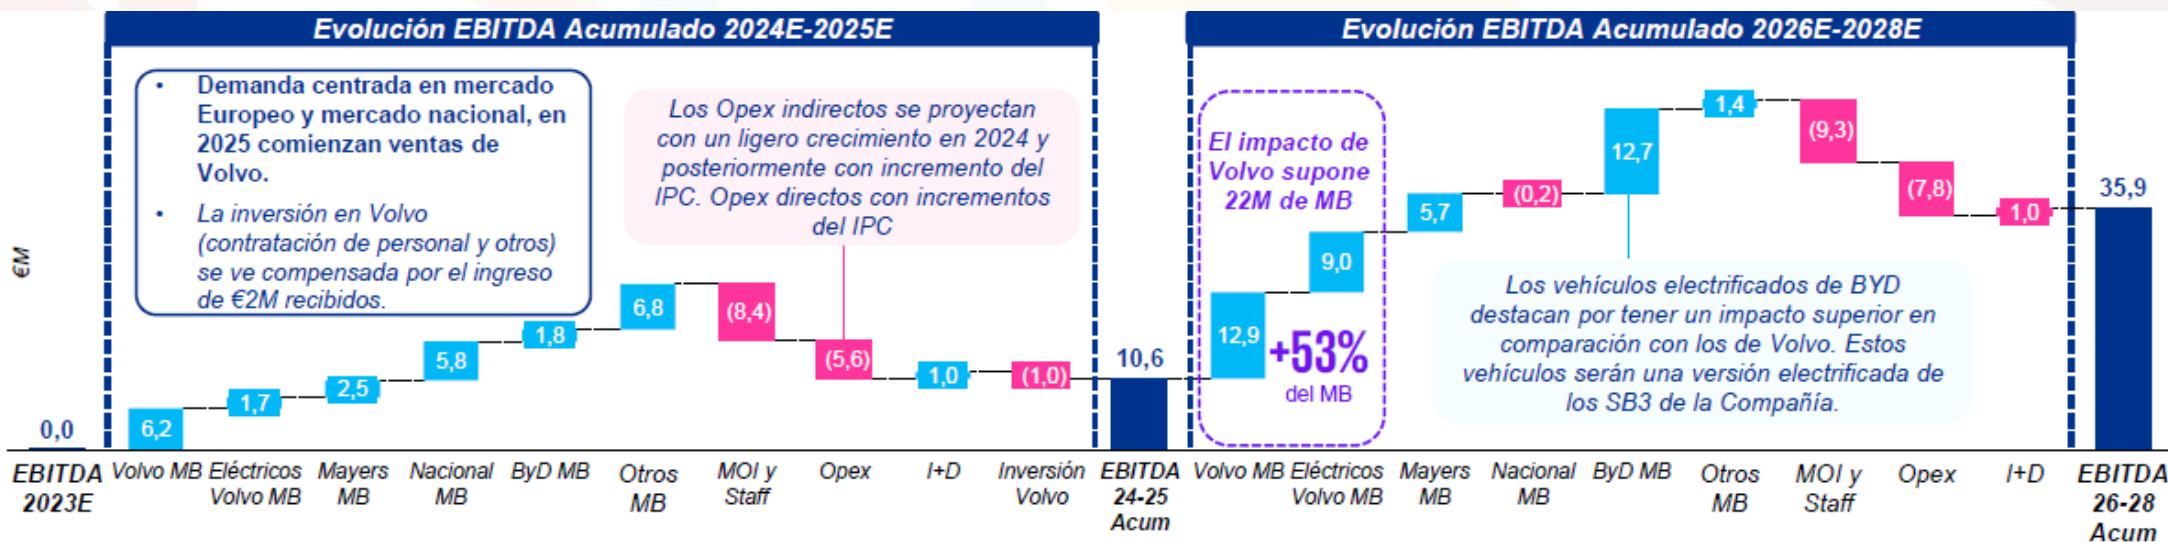 Evolución EBITDA Acumulado 2024E-2025E
• Demanda centrada en mercado
Europeo y mercado nacional, en
2025 comienzan ventas de
Volvo.
• La inversión en Volvo
(contratación de personal y otros)
se ve compensada por el ingreso
de €2M recibidos.
Los Opex indirectos se proyectan
con un ligero crecimiento en 2024 y
posteriormente con incremento del
IPC. Opex directos con incrementos
del IPC
€M
0,0
6,2
1,7
2,5
5,8
1,8
6,8
(8,4)
(5,6)
1,0
(1,0)
10,6
EBITDA
2023E
Volvo MB
Eléctricos
Volvo MB
Mayers
MB
Nacional
MB
ByD MB
Otros
MB
MOI y
Staff
Opex
I+D
Inversión
Volvo
EBITDA
24-25
Acum
Evolución EBITDA Acumulado 2026E-2028E
El impacto de
Volvo supone
22M de MB
+53%
del MB
12,9
9,0
5,7
(0,2)
12,7
1,4
(9,3)
(7,8)
1,0
35,9
Los vehículos electrificados de BYD
destacan por tener un impacto superior en
comparación con los de Volvo. Estos
vehículos serán una versión electrificada de
los SB3 de la Compañía.
Volvo MB
Eléctricos
Volvo MB
Mayers
MB
Nacional
MB
ByD MB
Otros
MB
MOI y
Staff
Opex
I+D
EBITDA
26-28
Acum